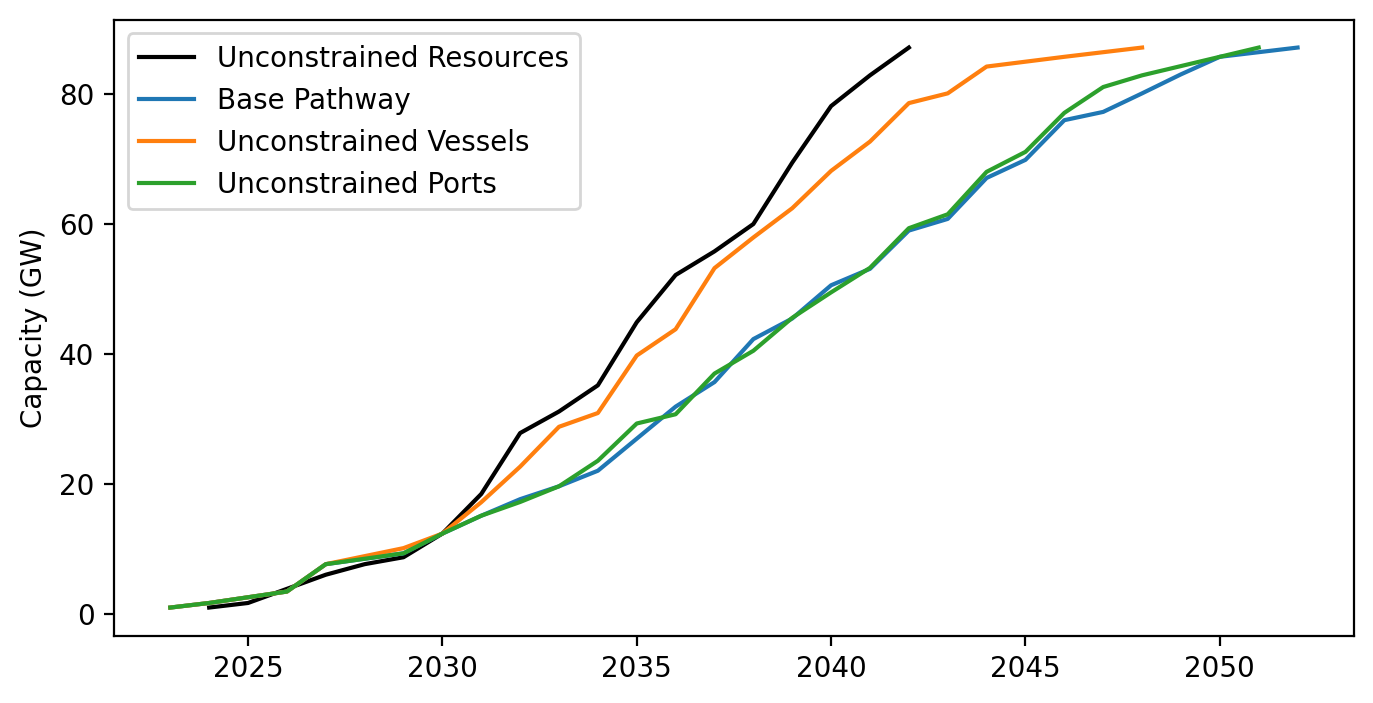 Unconstrained Resources
Base Pathway
Unconstrained Vessels
Unconstrained Ports
Capacity (GW)
80
60
40
20
0
2025 2030 2035 2040 2045 2050